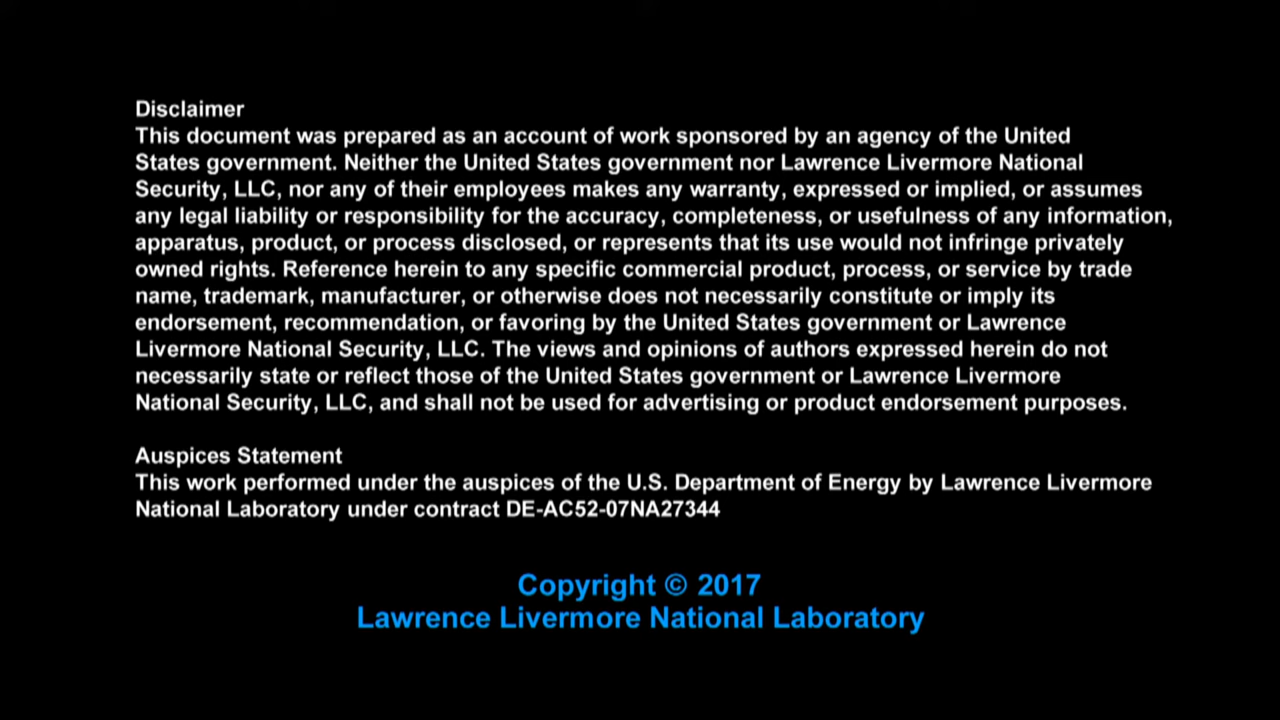 Disclaimer
This document was prepared as an account of work sponsored by an agency of the United
States government. Neither the United States government nor Lawrence Livermore National
Security, LLC, nor any of their employees makes any warranty, expressed or implied, or assumes
any legal liability or responsibility for the accuracy, completeness, or usefulness of any information,
apparatus, product, or process disclosed, or represents that its use would not infringe privately
owned rights. Reference herein to any specific commercial product, process, or service by trade
name, trademark, manufacturer, or otherwise does not necessarily constitute or imply its
endorsement, recommendation, or favoring by the United States government or Lawrence
Livermore National Security, LLC. The views and opinions of authors expressed herein do not
necessarily state or reflect those of the United States government or Lawrence Livermore
National Security, LLC, and shall not be used for advertising or product endorsement purposes.
Auspices Statement
This work performed under the auspices of the U.S. Department of Energy by Lawrence Livermore
National Laboratory under contract DE-AC52-07NA27344
Copyright © 2017
Lawrence Livermore National Laboratory